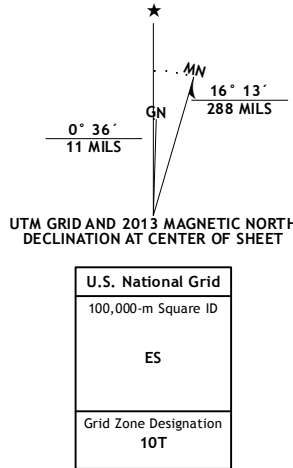 ★
MN
GN
0° 36´
11 MILS
16° 13´
288 MILS
UTM GRID AND 2013 MAGNETIC NORTH
DECLINATION AT CENTER OF SHEET
U.S. National Grid
100,000-m Square ID
ES
Grid Zone Designation
10T